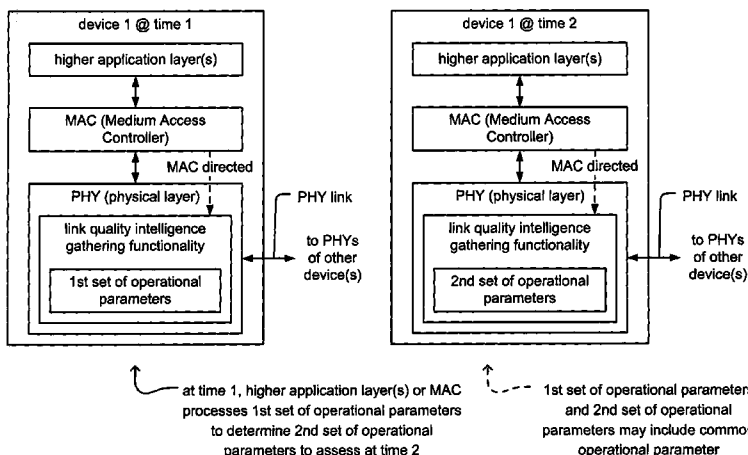 device 1 @ time 1
higher application layer(s)
MAC (Medium Access
Controller)
MAC directed
PHY (physical layer)
link quality intelligence
gathering functionality
1st set of operational
parameters
PHY link
to PHYs
of other
device(s)
device 1 @ time 2
higher application layer(s)
MAC (Medium Access
Controller)
MAC directed
PHY (physical layer)
link quality intelligence
gathering functionality
2nd set of operational
parameters
PHY link
to PHYs
of other
device(s)
at time 1, higher application layer(s) or MAC
processes 1st set of operational parameters
to determine 2nd set of operational
parameters to assess at time 2
1st set of operational parameters
and 2nd set of operational
parameters may include common
operational parameter